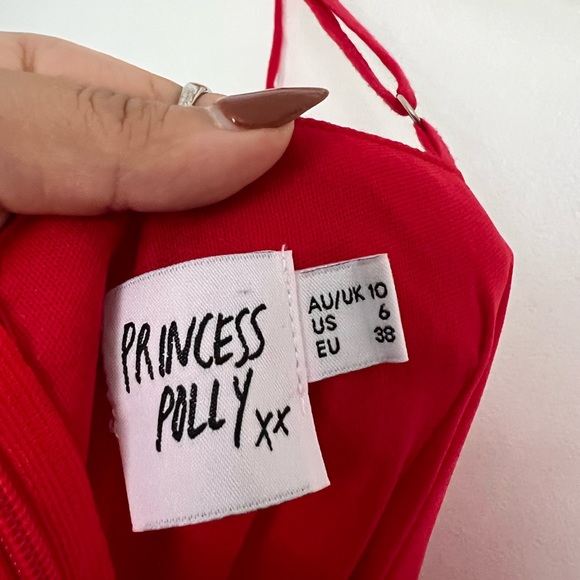 PRINCESS
POLLY xx
AU/UK 10
US 6
EU 38